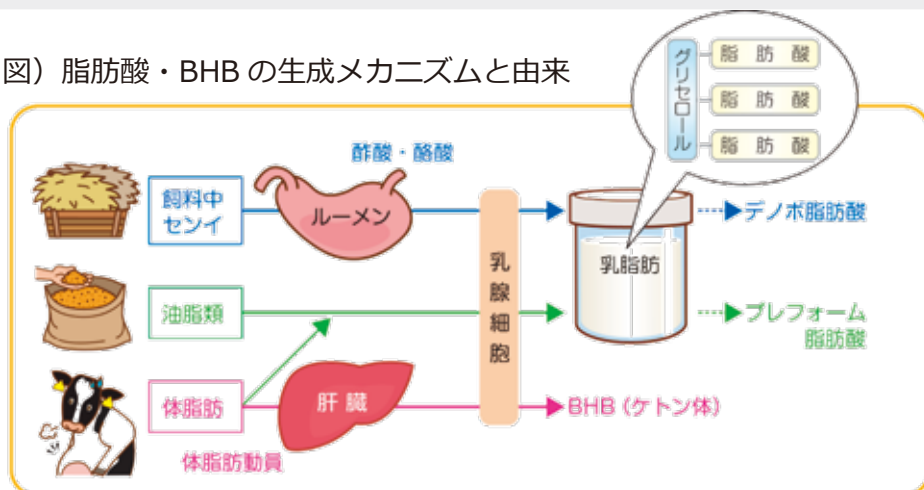 図）脂肪酸・BHB の生成メカニズムと由来
グリセロール
脂肪酸
脂肪酸
脂肪酸
酢酸・酪酸
飼料中
センイ
ルーメン
乳腺細胞
乳脂肪
デノボ脂肪酸
油脂類
プレフォーム
脂肪酸
体脂肪
肝臓
BHB（ケトン体）
体脂肪動員